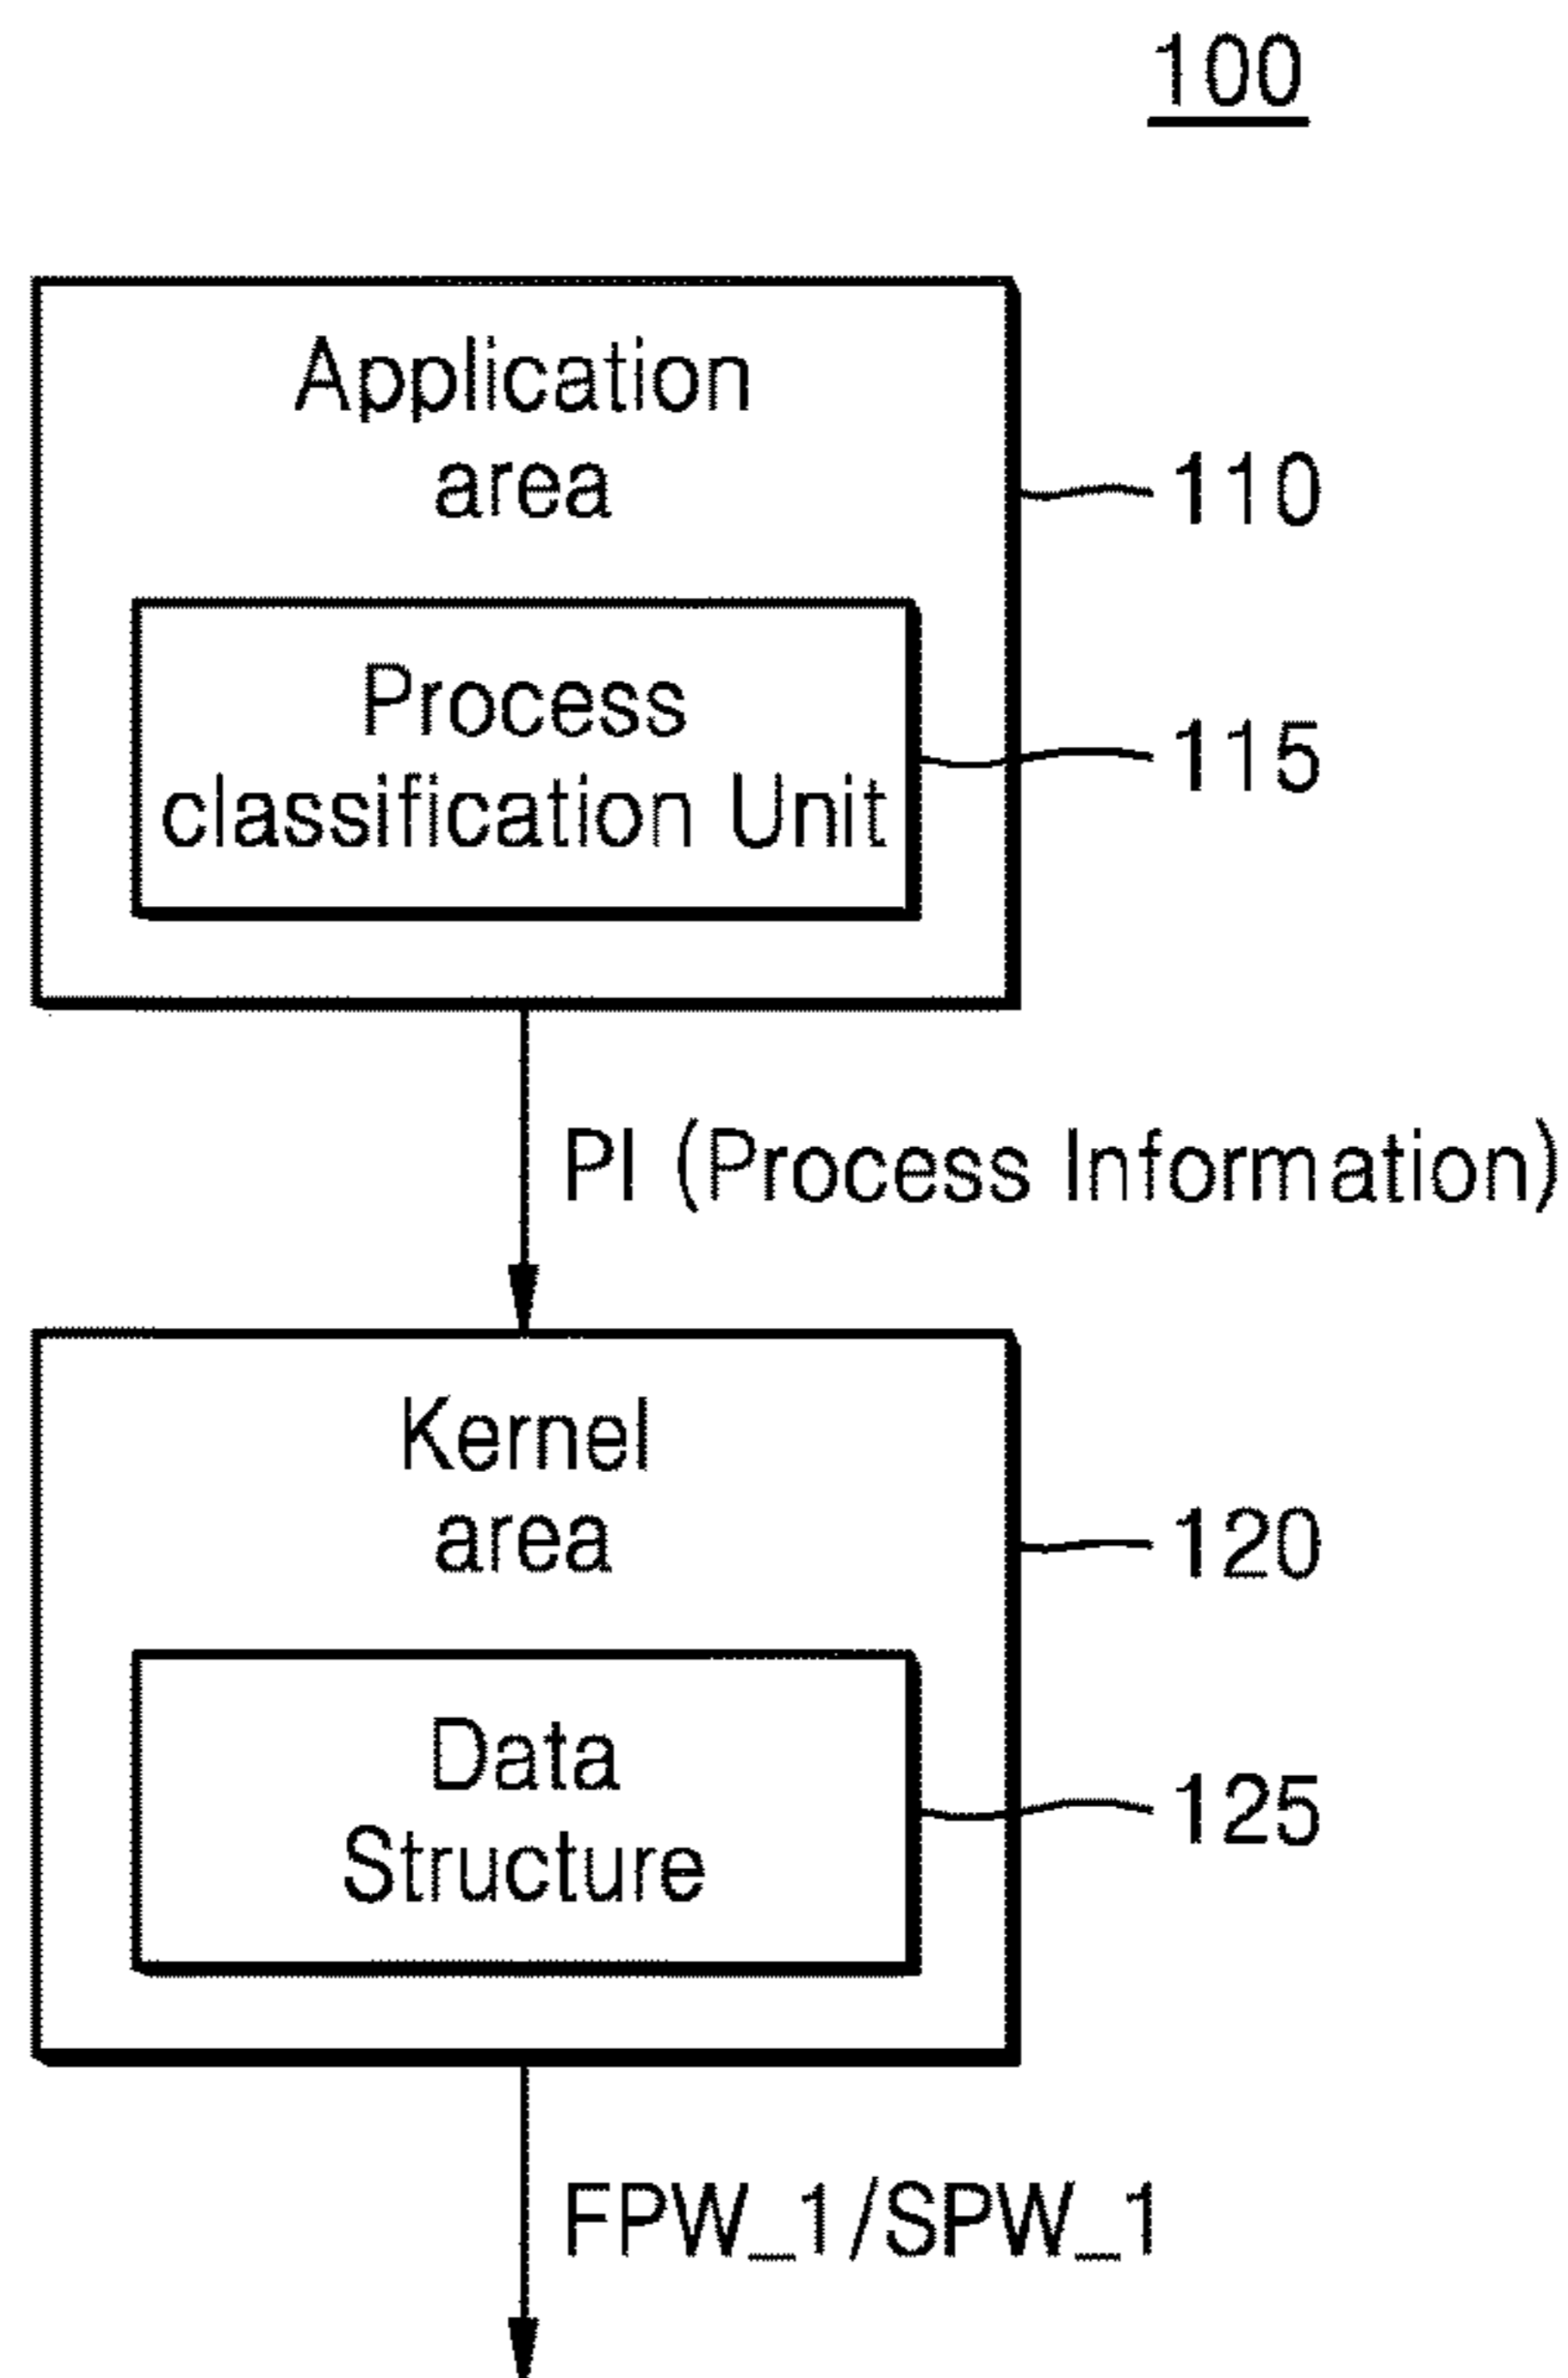 100
Application
area
110
Process
classification Unit
115
PI (Process Information)
Kernel
area
120
Data
Structure
125
FPW_1/SPW_1